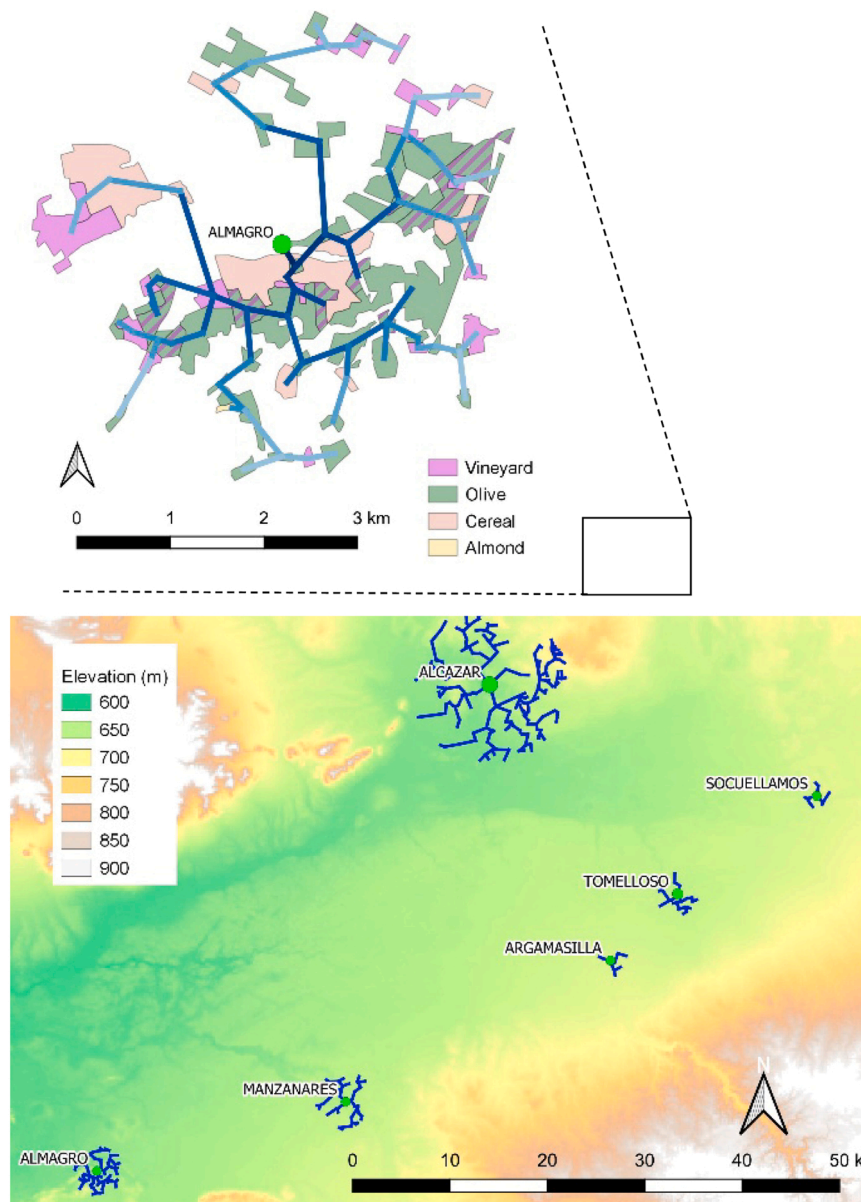 ALMAGRO
Vineyard
Olive
Cereal
Almond
0 1 2 3 km
Elevation (m)
600
650
700
750
800
850
900
ALCAZAR
SOCUELLAMOS
TOMELLOSO
ARGAMASILLA
MANZANARES
ALMAGRO
N
0 10 20 30 40 50 k